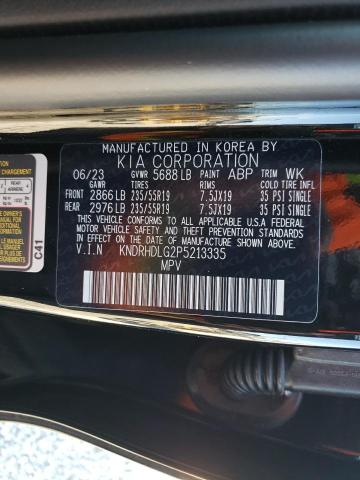 MANUFACTURED IN KOREA BY
KIA CORPORATION
06/23 GVWR 5688 LB PAINT ABP TRIM WK
GAWR TIRES RIMS COLD TIRE INFL
FRONT 2866 LB 235/55R19 7.5JX19 35 PSI SINGLE
REAR 2976 LB 235/55R19 7.5JX19 35 PSI SINGLE
THIS VEHICLE CONFORMS TO ALL APPLICABLE FEDERAL
MOTOR VEHICLE SAFETY AND THEFT PREVENTION STANDARDS
IN EFFECT ON THE DATE OF MANUFACTURE SHOWN ABOVE.
V.I.N KNDRHDLG2P5213335
MPV
C41